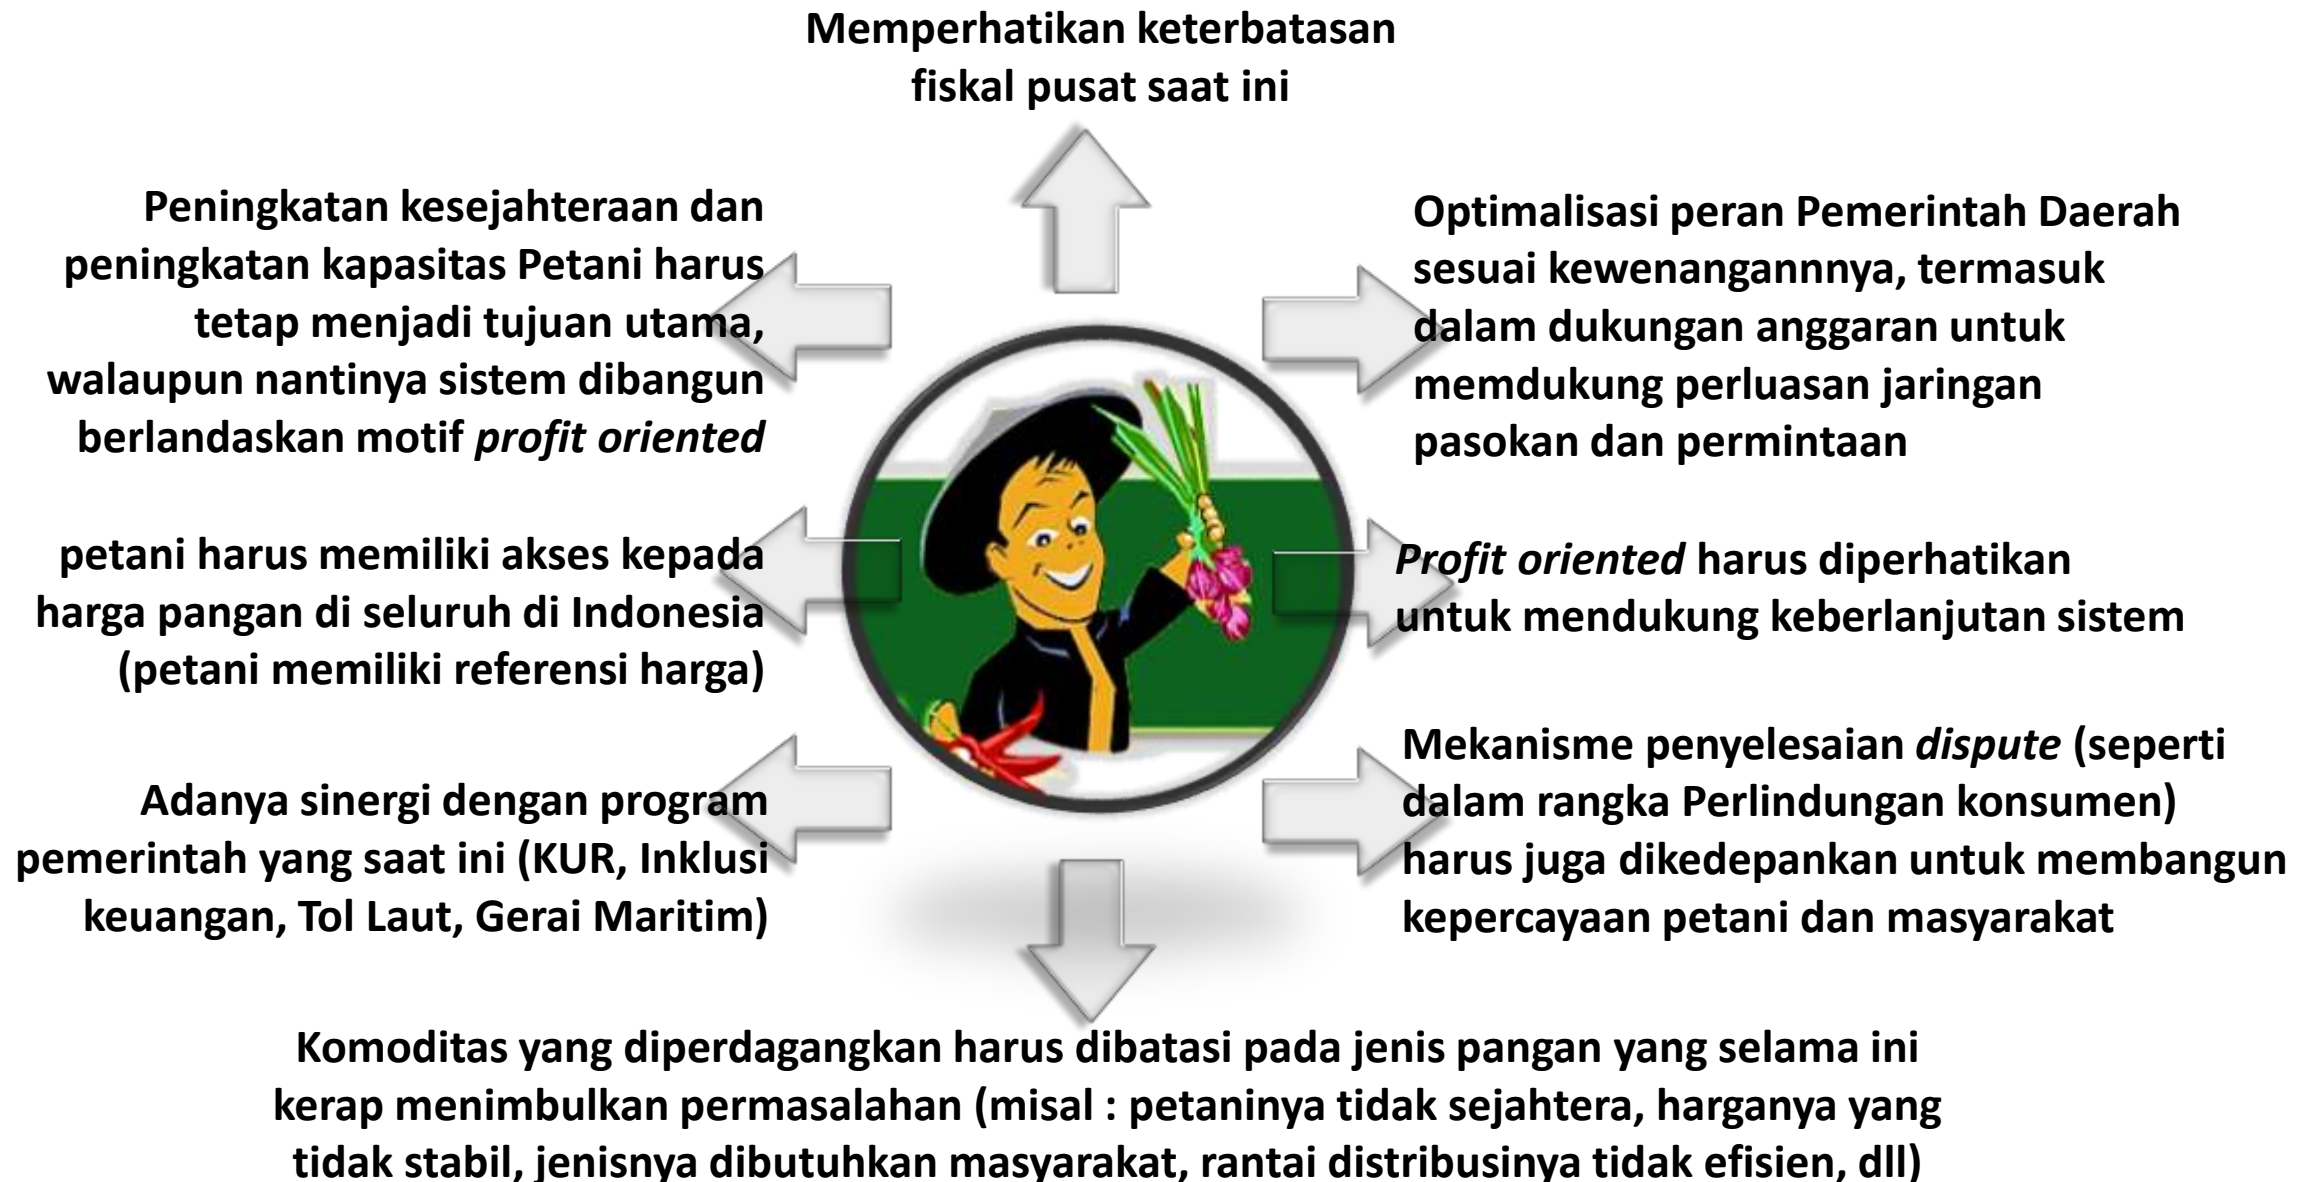 Memperhatikan keterbatasan
fiskal pusat saat ini
Peningkatan kesejahteraan dan
peningkatan kapasitas Petani harus
tetap menjadi tujuan utama,
walaupun nantinya sistem dibangun
berlandaskan motif profit oriented
Optimalisasi peran Pemerintah Daerah
sesuai kewenangannnya, termasuk
dalam dukungan anggaran untuk
memdukung perluasan jaringan
pasokan dan permintaan
petani harus memiliki akses kepada
harga pangan di seluruh di Indonesia
(petani memiliki referensi harga)
Profit oriented harus diperhatikan
untuk mendukung keberlanjutan sistem
Adanya sinergi dengan program
pemerintah yang saat ini (KUR, Inklusi
keuangan, Tol Laut, Gerai Maritim)
Mekanisme penyelesaian dispute (seperti
dalam rangka Perlindungan konsumen)
harus juga dikedepankan untuk membangun
kepercayaan petani dan masyarakat
Komoditas yang diperdagangkan harus dibatasi pada jenis pangan yang selama ini
kerap menimbulkan permasalahan (misal : petaninya tidak sejahtera, harganya yang
tidak stabil, jenisnya dibutuhkan masyarakat, rantai distribusinya tidak efisien, dll)